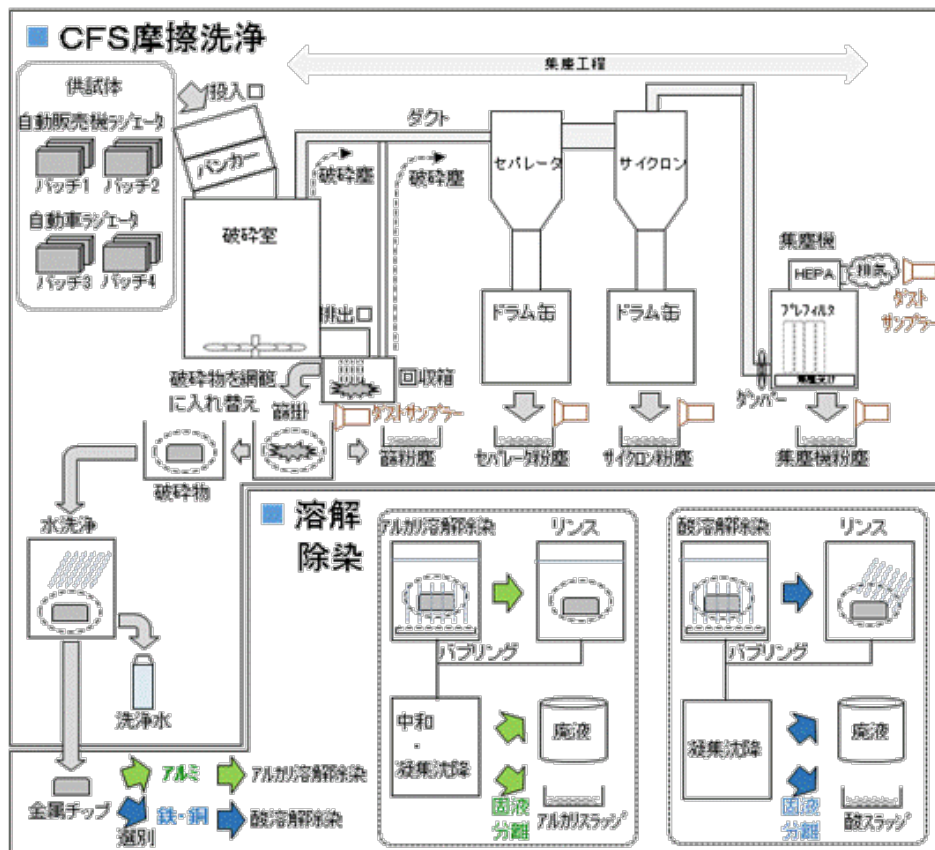 CFS摩擦洗浄
集塵工程
供試体
自動販売機ラジエータ
バッチ1 バッチ2
自動車ラジエータ
バッチ3 バッチ4
投入口
バンカー
破砕室
排出口
ダクト
破砕塵
破砕塵
セパレータ
サイクロン
ドラム缶
ドラム缶
集塵機
HEPA
排気
ダスト
サンプラー
プレフィルタ
ダンパー
破砕物を網籠
に入れ替え
回収箱
篩掛
ダストサンプラー
破砕物
篩粉塵
セパレータ粉塵
サイクロン粉塵
集塵機粉塵
水洗浄
洗浄水
金属チップ
アルミ
アルカリ溶解除染
選別
鉄・銅
酸溶解除染
溶解
除染
アルカリ溶解除染
リンス
バブリング
中和
・
凝集沈降
廃液
固液
分離
アルカリスラッジ
酸溶解除染
リンス
バブリング
凝集沈降
廃液
固液
分離
酸スラッジ